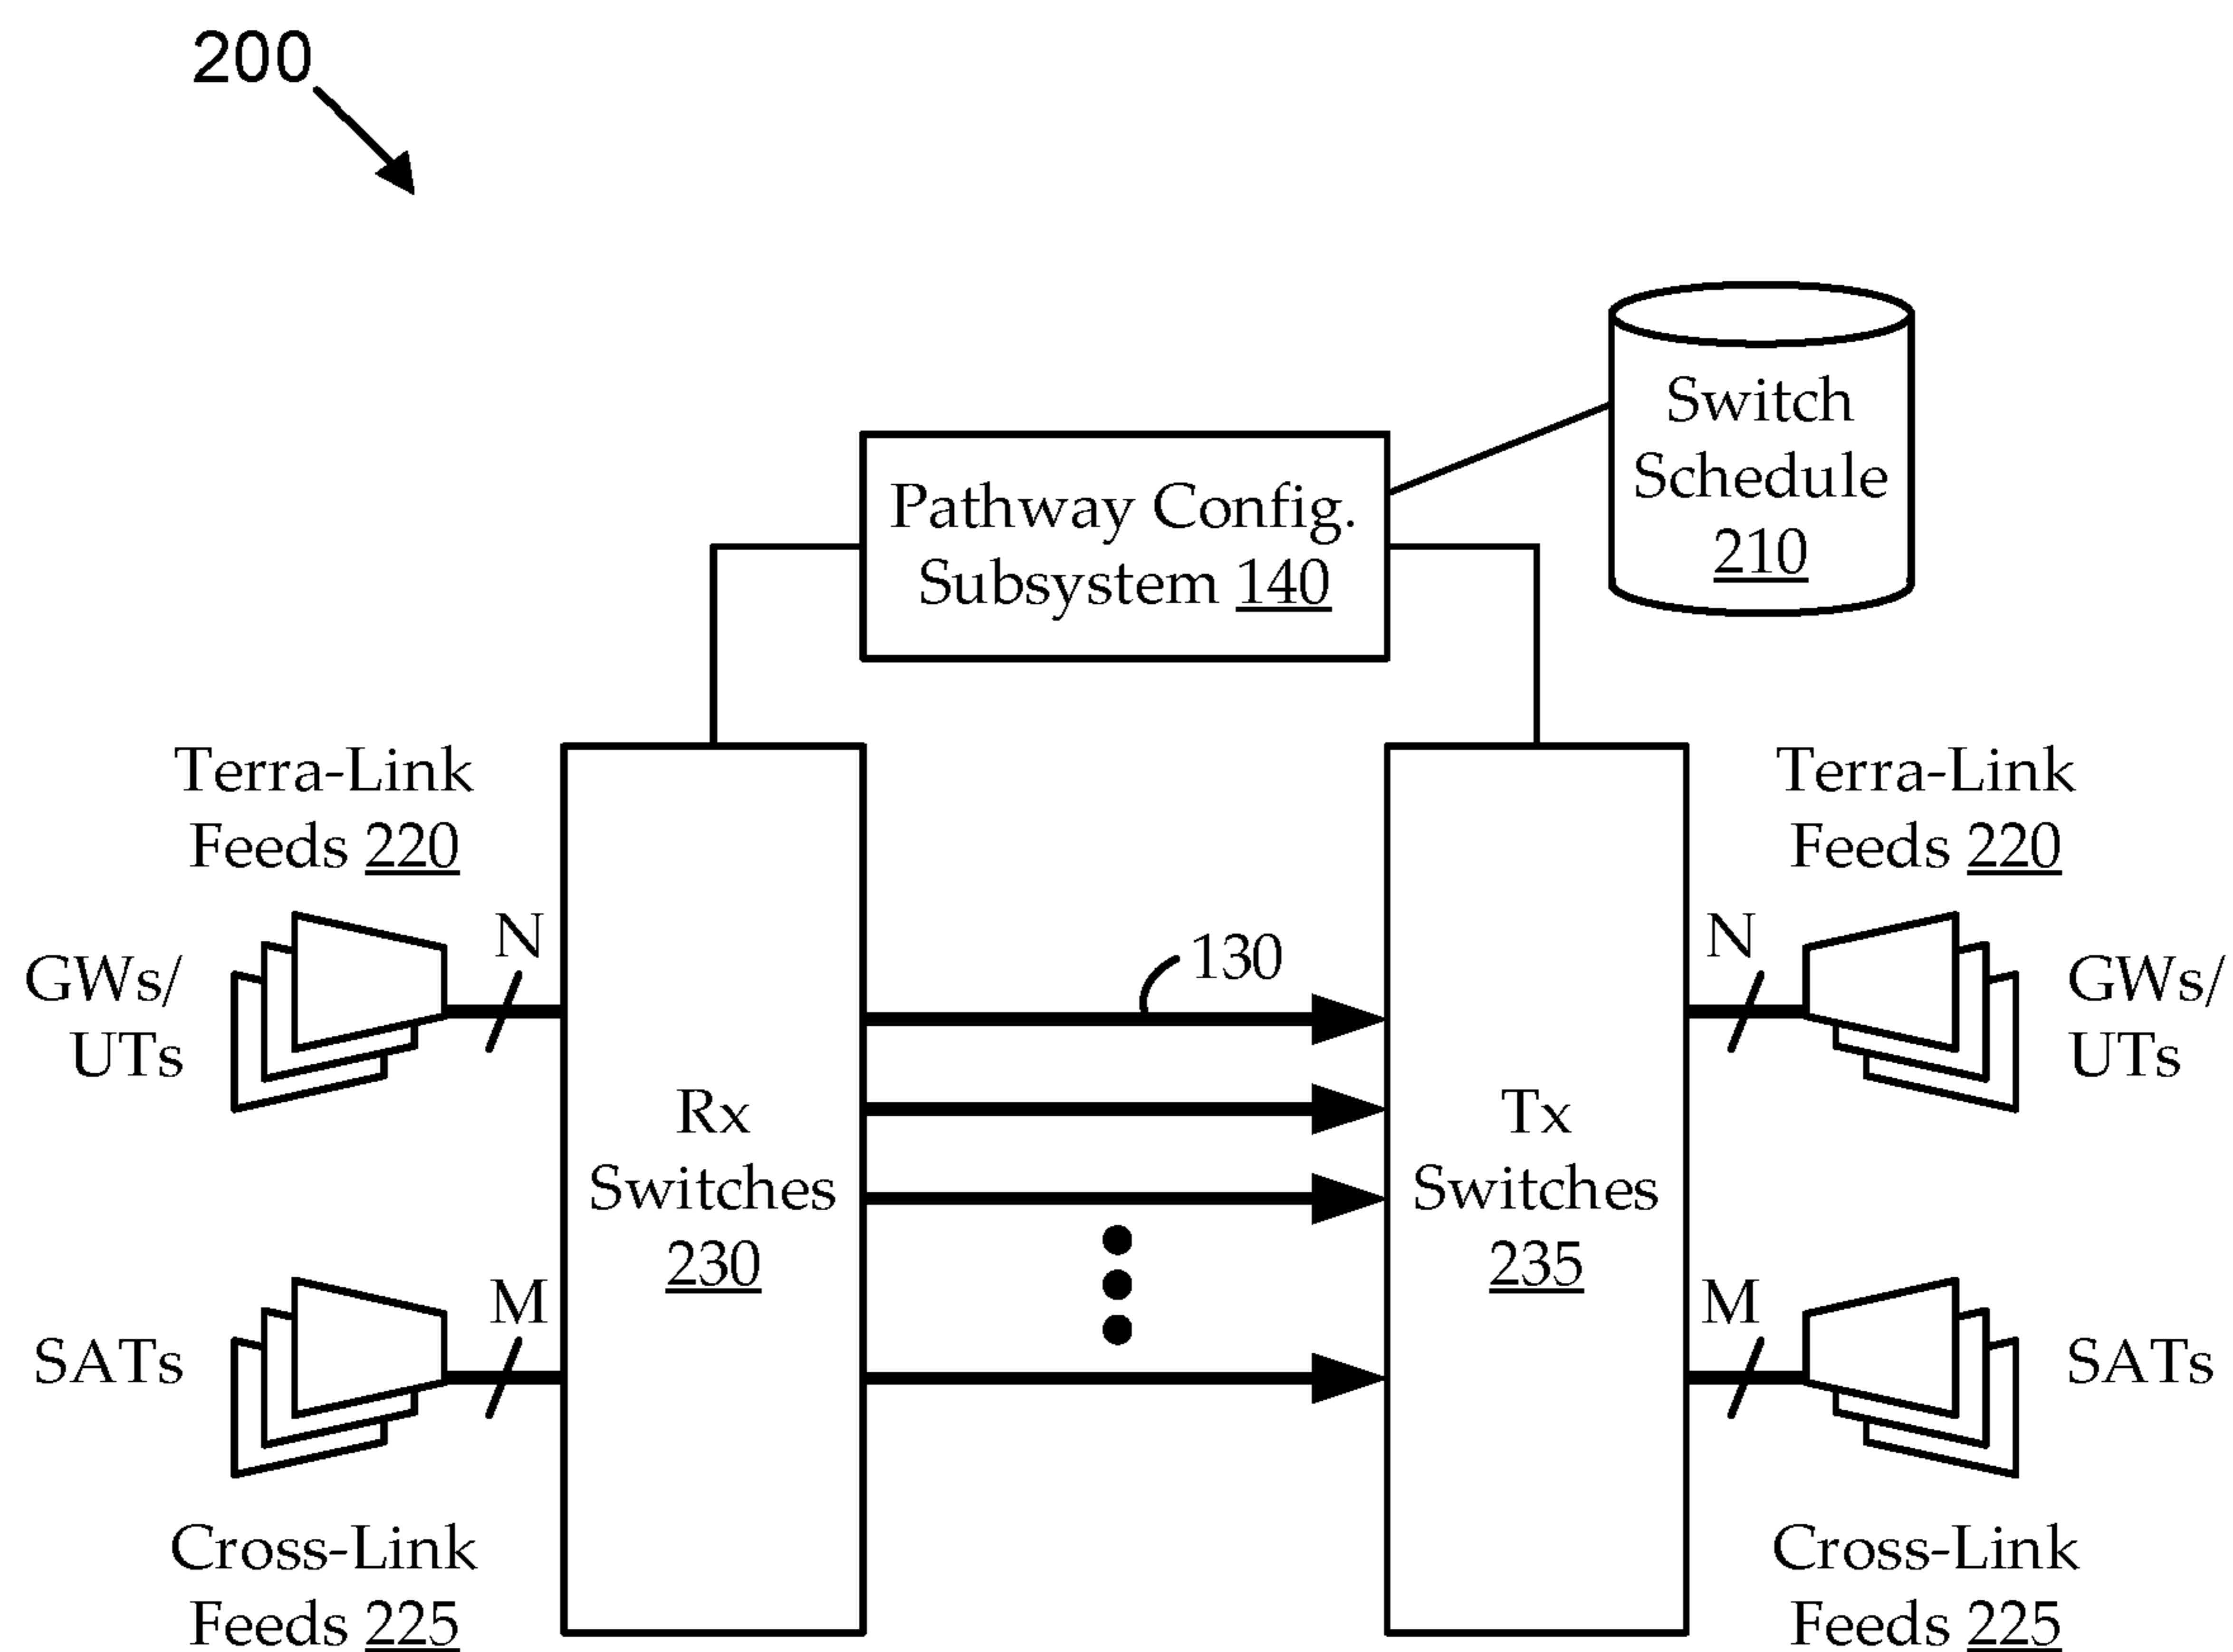 200
Switch
Schedule
210
Pathway Config.
Subsystem 140
Terra-Link
Feeds 220
Terra-Link
Feeds 220
N
N
GWs/
UTs
130
GWs/
UTs
Rx
Switches
230
Tx
Switches
235
M
M
SATs
SATs
Cross-Link
Feeds 225
Cross-Link
Feeds 225